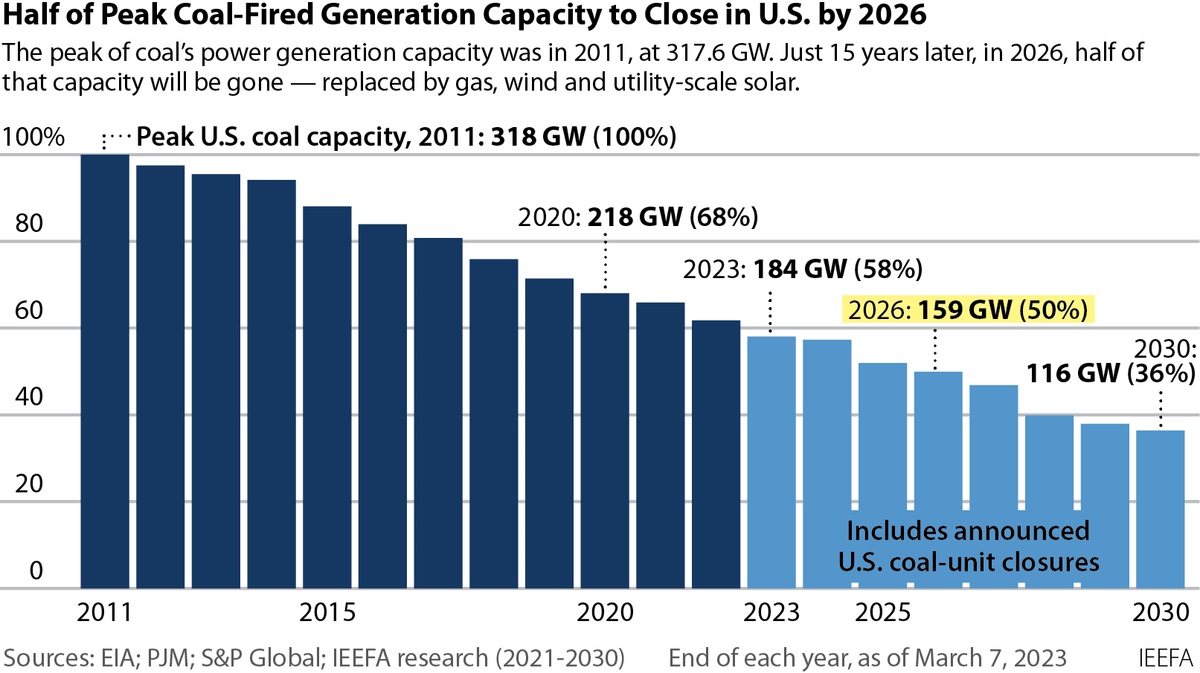 Half of Peak Coal-Fired Generation Capacity to Close in U.S. by 2026
The peak of coal's power generation capacity was in 2011, at 317.6 GW. Just 15 years later, in 2026, half of
that capacity will be gone — replaced by gas, wind and utility-scale solar.
100%
Peak U.S. coal capacity, 2011: 318 GW (100%)
80
2020: 218 GW (68%)
2023: 184 GW (58%)
60
2026: 159 GW (50%)
2030:
116 GW (36%)
40
20
Includes announced
U.S. coal-unit closures
0
2011 2015 2020 2023 2025 2030
Sources: EIA; PJM; S&P Global; IEEFA research (2021-2030) End of each year, as of March 7, 2023 IEEFA